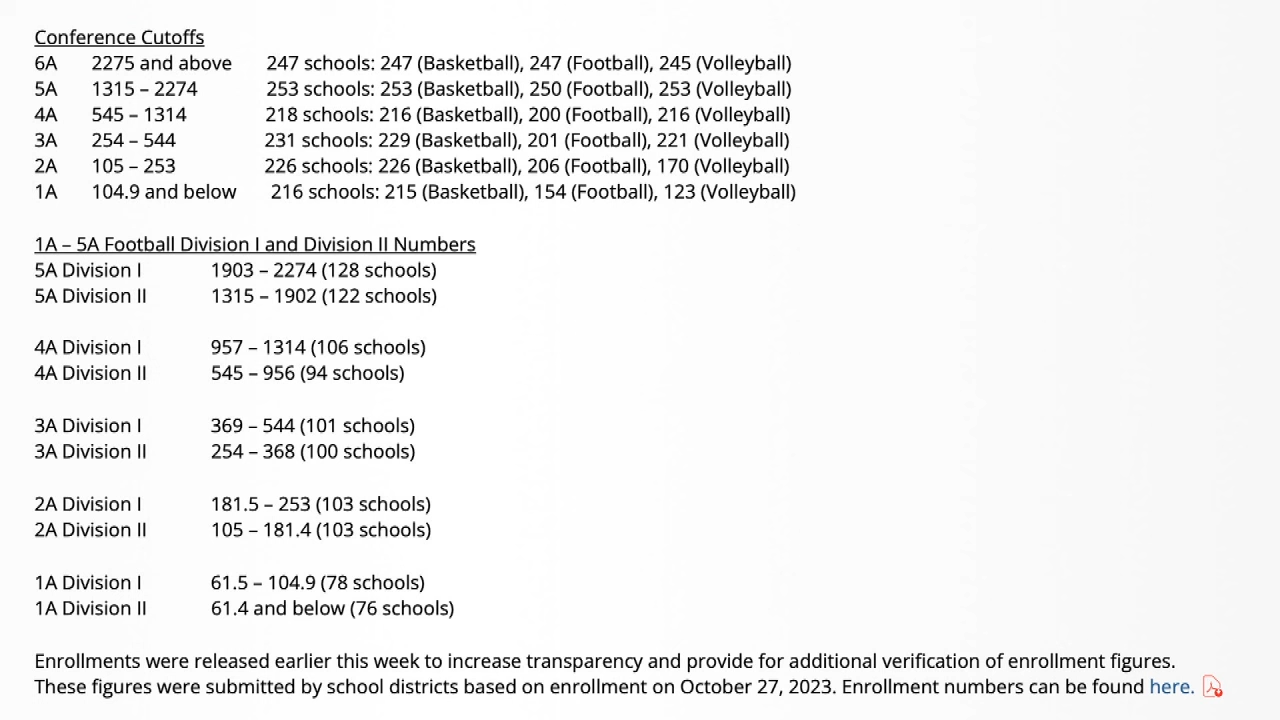 Conference Cutoffs
6A 2275 and above 247 schools: 247 (Basketball), 247 (Football), 245 (Volleyball)
5A 1315 – 2274 253 schools: 253 (Basketball), 250 (Football), 253 (Volleyball)
4A 545 – 1314 218 schools: 216 (Basketball), 200 (Football), 216 (Volleyball)
3A 254 – 544 231 schools: 229 (Basketball), 201 (Football), 221 (Volleyball)
2A 105 – 253 226 schools: 226 (Basketball), 206 (Football), 170 (Volleyball)
1A 104.9 and below 216 schools: 215 (Basketball), 154 (Football), 123 (Volleyball)
1A – 5A Football Division I and Division II Numbers
5A Division I 1903 – 2274 (128 schools)
5A Division II 1315 – 1902 (122 schools)
4A Division I 957 – 1314 (106 schools)
4A Division II 545 – 956 (94 schools)
3A Division I 369 – 544 (101 schools)
3A Division II 254 – 368 (100 schools)
2A Division I 181.5 – 253 (103 schools)
2A Division II 105 – 181.4 (103 schools)
1A Division I 61.5 – 104.9 (78 schools)
1A Division II 61.4 and below (76 schools)
Enrollments were released earlier this week to increase transparency and provide for additional verification of enrollment figures.
These figures were submitted by school districts based on enrollment on October 27, 2023. Enrollment numbers can be found here.